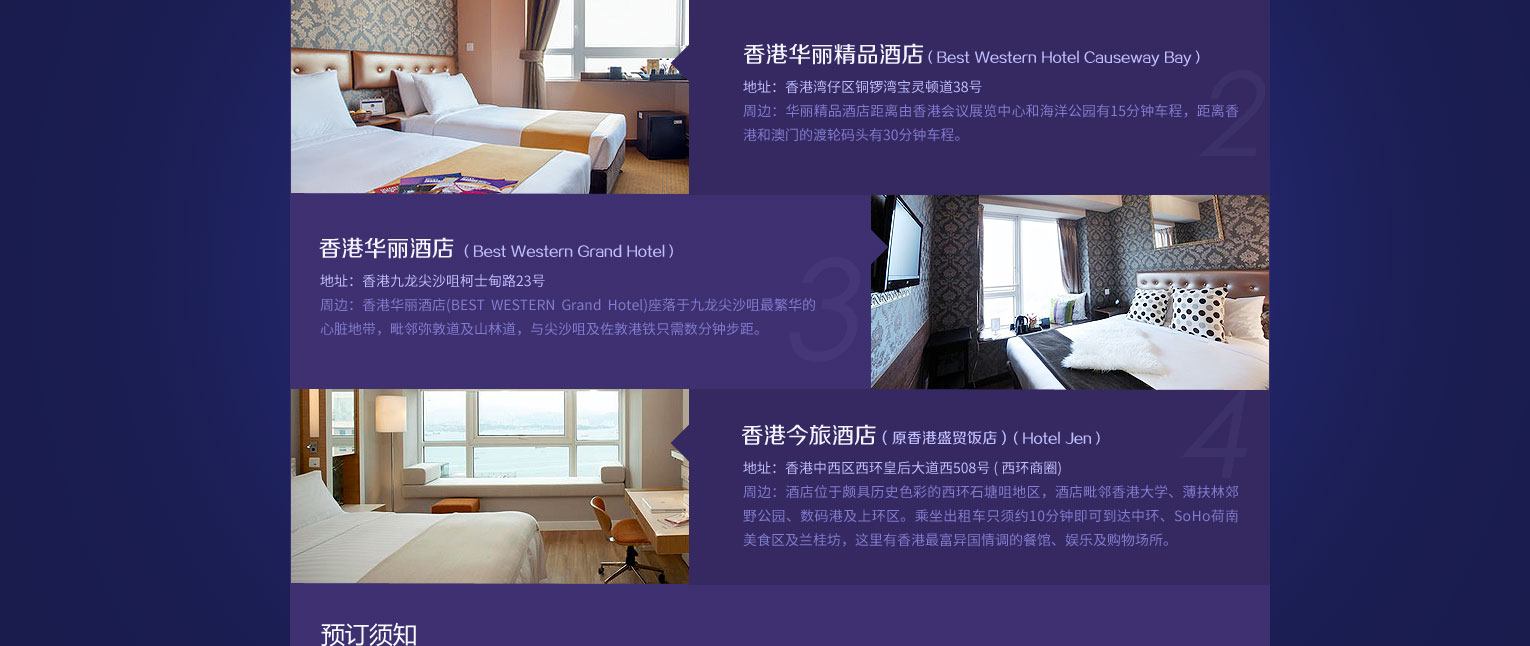 香港华丽精品酒店 ( Best Western Hotel Causeway Bay )
地址：香港湾仔区铜锣湾宝灵顿道38号
周边：华丽精品酒店距离由香港会议展览中心和海洋公园有15分钟车程，距离香
港和澳门的渡轮码头有30分钟车程。
2
香港华丽酒店 ( Best Western Grand Hotel )
地址：香港九龙尖沙咀柯士甸路23号
周边：香港华丽酒店(BEST WESTERN Grand Hotel)座落于九龙尖沙咀最繁华的
心脏地带，毗邻弥敦道及山林道，与尖沙咀及佐敦港铁只需数分钟步距。
3
香港今旅酒店 ( 原香港盛贸饭店 ) ( Hotel Jen )
地址：香港中西区西环皇后大道西508号 ( 西环商圈)
周边：酒店位于颇具历史色彩的西环石塘咀地区，酒店毗邻香港大学、薄扶林郊
野公园、数码港及上环区。乘坐出租车只须约10分钟即可到达中环、SoHo荷南
美食区及兰桂坊，这里有香港最富异国情调的餐馆、娱乐及购物场所。
4
预订须知